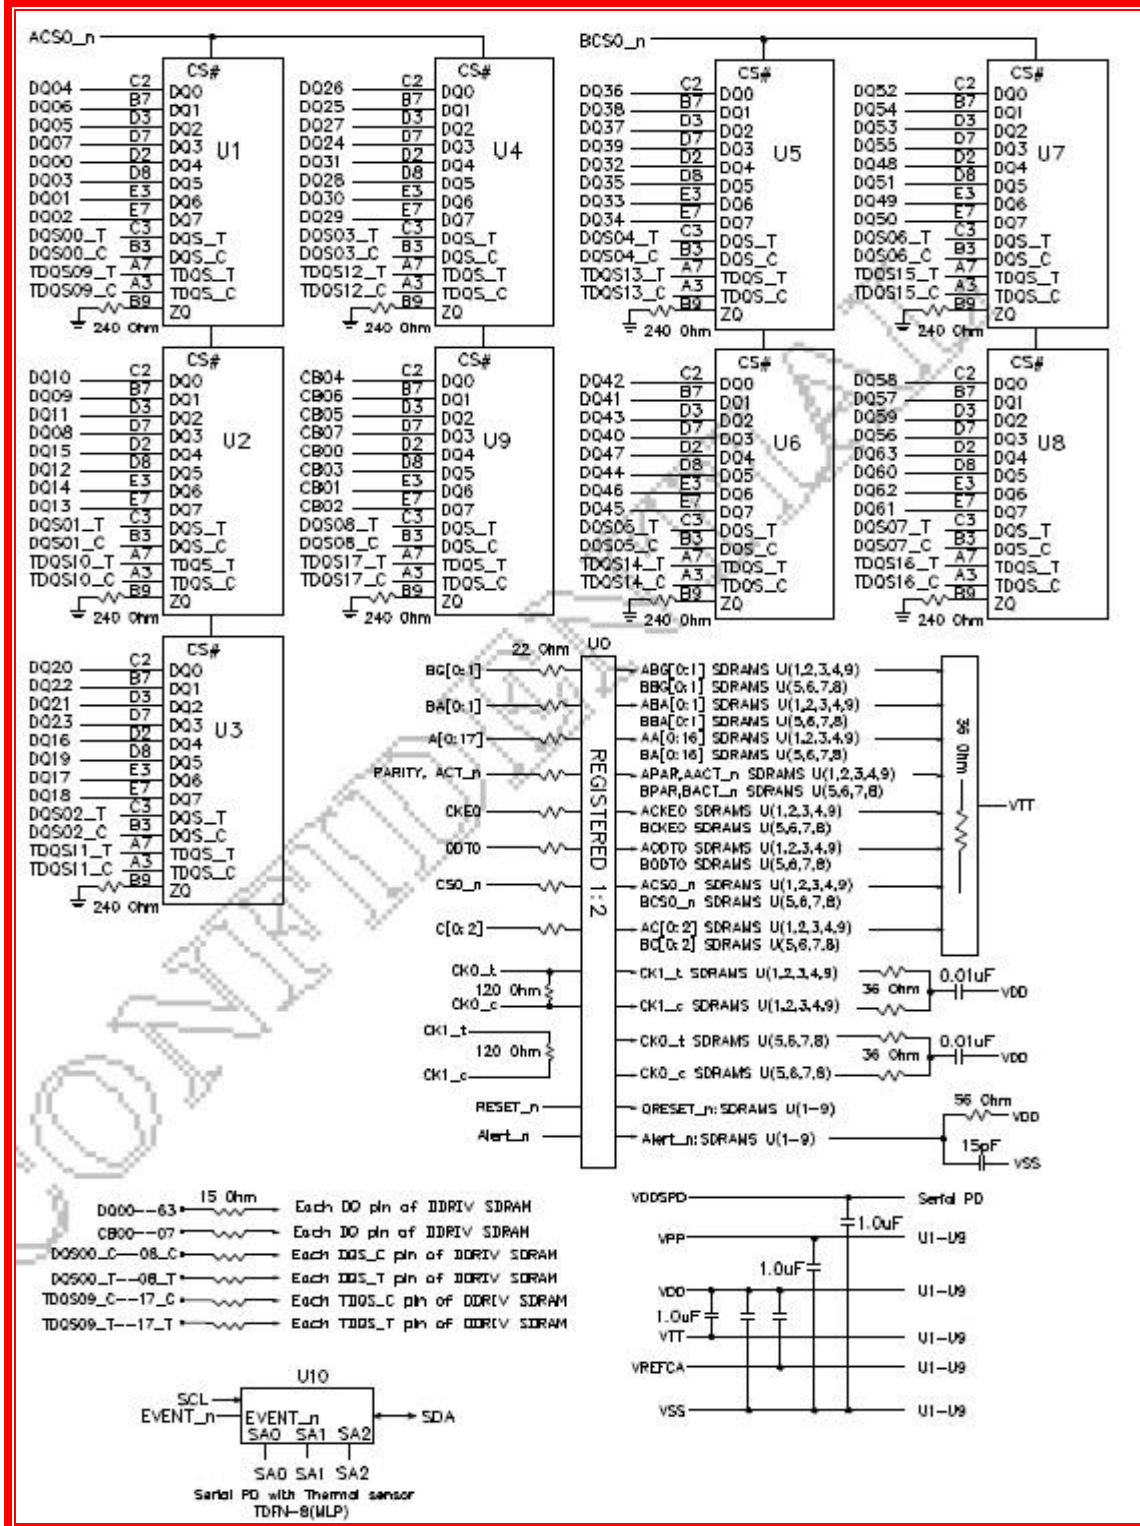 ACS0_n
BCS0_n
CS#
DQ04 C2 DQ0
DQ06 B7 DQ1
DQ05 D3 DQ2
DQ07 D7 DQ3
DQ00 D2 DQ4
DQ03 D8 DQ5
DQ01 E3 DQ6
DQ02 E7 DQ7
DQS00_T C3 DQS_T
DQS00_C B3 DQS_C
TDQS09_T A7 TDQS_T
TDQS09_C A3 TDQS_C
B9 ZQ
240 Ohm
U1
CS#
DQ26 C2 DQ0
DQ25 B7 DQ1
DQ27 D3 DQ2
DQ24 D7 DQ3
DQ31 D2 DQ4
DQ28 D8 DQ5
DQ30 E3 DQ6
DQ29 E7 DQ7
DQS03_T C3 DQS_T
DQS03_C B3 DQS_C
TDQS12_T A7 TDQS_T
TDQS12_C A3 TDQS_C
B9 ZQ
240 Ohm
U4
CS#
DQ36 C2 DQ0
DQ38 B7 DQ1
DQ37 D3 DQ2
DQ39 D7 DQ3
DQ32 D2 DQ4
DQ35 D8 DQ5
DQ33 E3 DQ6
DQ34 E7 DQ7
DQS04_T C3 DQS_T
DQS04_C B3 DQS_C
TDQS13_T A7 TDQS_T
TDQS13_C A3 TDQS_C
B9 ZQ
240 Ohm
U5
CS#
DQ52 C2 DQ0
DQ54 B7 DQ1
DQ53 D3 DQ2
DQ55 D7 DQ3
DQ48 D2 DQ4
DQ51 D8 DQ5
DQ49 E3 DQ6
DQ50 E7 DQ7
DQS06_T C3 DQS_T
DQS06_C B3 DQS_C
TDQS15_T A7 TDQS_T
TDQS15_C A3 TDQS_C
B9 ZQ
240 Ohm
U7
CS#
DQ10 C2 DQ0
DQ09 B7 DQ1
DQ11 D3 DQ2
DQ08 D7 DQ3
DQ15 D2 DQ4
DQ12 D8 DQ5
DQ14 E3 DQ6
DQ13 E7 DQ7
DQS01_T C3 DQS_T
DQS01_C B3 DQS_C
TDQS10_T A7 TDQS_T
TDQS10_C A3 TDQS_C
B9 ZQ
240 Ohm
U2
CS#
CB04 C2 DQ0
CB06 B7 DQ1
CB05 D3 DQ2
CB07 D7 DQ3
CB00 D2 DQ4
CB03 D8 DQ5
CB01 E3 DQ6
CB02 E7 DQ7
DQS08_T C3 DQS_T
DQS08_C B3 DQS_C
TDQS17_T A7 TDQS_T
TDQS17_C A3 TDQS_C
B9 ZQ
240 Ohm
U9
CS#
DQ42 C2 DQ0
DQ41 B7 DQ1
DQ43 D3 DQ2
DQ40 D7 DQ3
DQ47 D2 DQ4
DQ44 D8 DQ5
DQ46 E3 DQ6
DQ45 E7 DQ7
DQS05_T C3 DQS_T
DQS05_C B3 DQS_C
TDQS14_T A7 TDQS_T
TDQS14_C A3 TDQS_C
B9 ZQ
240 Ohm
U6
CS#
DQ58 C2 DQ0
DQ57 B7 DQ1
DQ59 D3 DQ2
DQ56 D7 DQ3
DQ63 D2 DQ4
DQ60 D8 DQ5
DQ62 E3 DQ6
DQ61 E7 DQ7
DQS07_T C3 DQS_T
DQS07_C B3 DQS_C
TDQS16_T A7 TDQS_T
TDQS16_C A3 TDQS_C
B9 ZQ
240 Ohm
U8
CS#
DQ20 C2 DQ0
DQ22 B7 DQ1
DQ21 D3 DQ2
DQ23 D7 DQ3
DQ16 D2 DQ4
DQ19 D8 DQ5
DQ17 E3 DQ6
DQ18 E7 DQ7
DQS02_T C3 DQS_T
DQS02_C B3 DQS_C
TDQS11_T A7 TDQS_T
TDQS11_C A3 TDQS_C
B9 ZQ
240 Ohm
U3
22 Ohm U0
REGISTERED 1:2
BG[0:1] ABG[0:1] SDRAMS U(1,2,3,4,9)
BBG[0:1] SDRAMS U(5,6,7,8)
BA[0:1] ABA[0:1] SDRAMS U(1,2,3,4,9)
BBA[0:1] SDRAMS U(5,6,7,8)
A[0:17] AA[0:16] SDRAMS U(1,2,3,4,9)
BA[0:16] SDRAMS U(5,6,7,8)
PARITY, ACT_n APAR,AACT_n SDRAMS U(1,2,3,4,9)
BPAR,BACT_n SDRAMS U(5,6,7,8)
CKE0 ACKE0 SDRAMS U(1,2,3,4,9)
BCKE0 SDRAMS U(5,6,7,8)
ODT0 AODT0 SDRAMS U(1,2,3,4,9)
BODT0 SDRAMS U(5,6,7,8)
CS0_n ACS0_n SDRAMS U(1,2,3,4,9)
BCS0_n SDRAMS U(5,6,7,8)
C[0:2] AC[0:2] SDRAMS U(1,2,3,4,9)
BC[0:2] SDRAMS U(5,6,7,8)
36 Ohm
VTT
CK0_t CK1_t SDRAMS U(1,2,3,4,9) 0.01uF
120 Ohm 36 Ohm VDD
CK0_c CK1_c SDRAMS U(1,2,3,4,9)
CK1_t CK0_t SDRAMS U(5,6,7,8) 0.01uF
120 Ohm 36 Ohm VDD
CK1_c CK0_c SDRAMS U(5,6,7,8)
RESET_n QRESET_n:SDRAMS U(1-9)
Alert_n Alert_n:SDRAMS U(1-9)
56 Ohm
VDD
15pF
VSS
15 Ohm
DQ00--63 Each DQ pin of DDRIV SDRAM
CB00--07 Each DQ pin of DDRIV SDRAM
DQS00_C--08_C Each DQS_C pin of DDRIV SDRAM
DQS00_T--08_T Each DQS_T pin of DDRIV SDRAM
TDQS09_C--17_C Each TDQS_C pin of DDRIV SDRAM
TDQS09_T--17_T Each TDQS_T pin of DDRIV SDRAM
VDDSPD Serial PD
1.0uF
VPP U1-U9
1.0uF
VDD U1-U9
1.0uF
VTT U1-U9
VREFCA U1-U9
VSS U1-U9
U10
SCL
EVENT_n EVENT_n SDA
SA0 SA1 SA2
SA0 SA1 SA2
Serial PD with Thermal sensor
TDFN-8(MLP)
CONFIDENTIAL